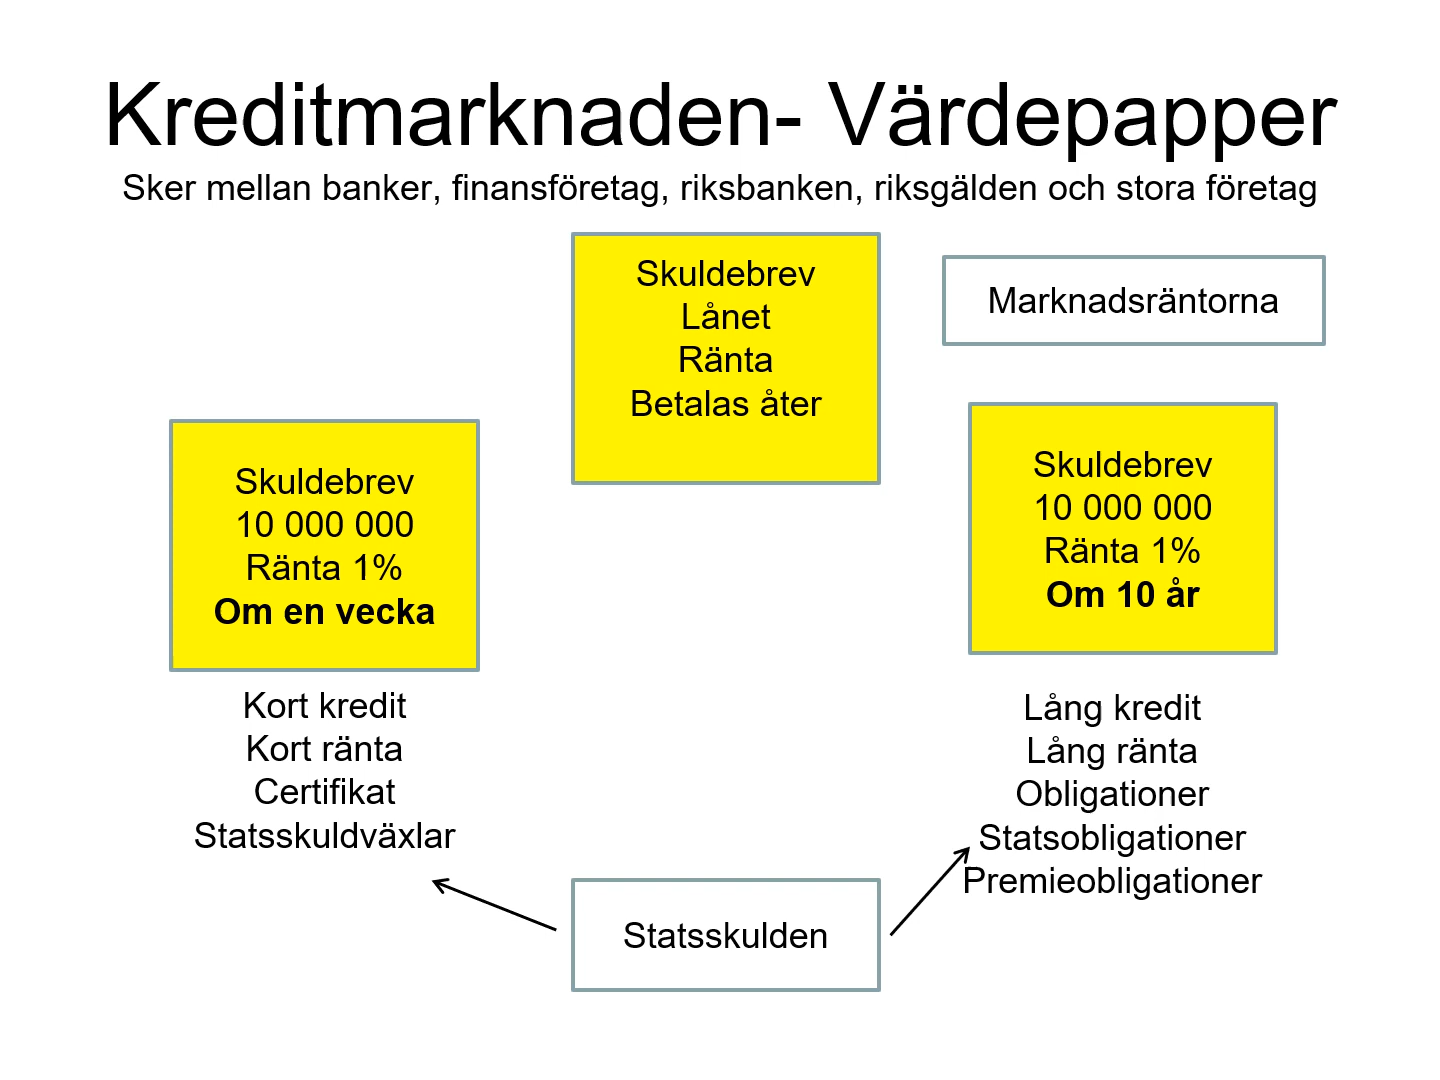 Kreditmarknaden- Värdepapper
Sker mellan banker, finansföretag, riksbanken, riksgälden och stora företag
Skuldebrev
Lånet
Ränta
Betalas åter
Marknadsräntorna
Skuldebrev
10 000 000
Ränta 1%
Om en vecka
Skuldebrev
10 000 000
Ränta 1%
Om 10 år
Kort kredit
Kort ränta
Certifikat
Statsskuldväxlar
Lång kredit
Lång ränta
Obligationer
Statsobligationer
Premieobligationer
Statsskulden